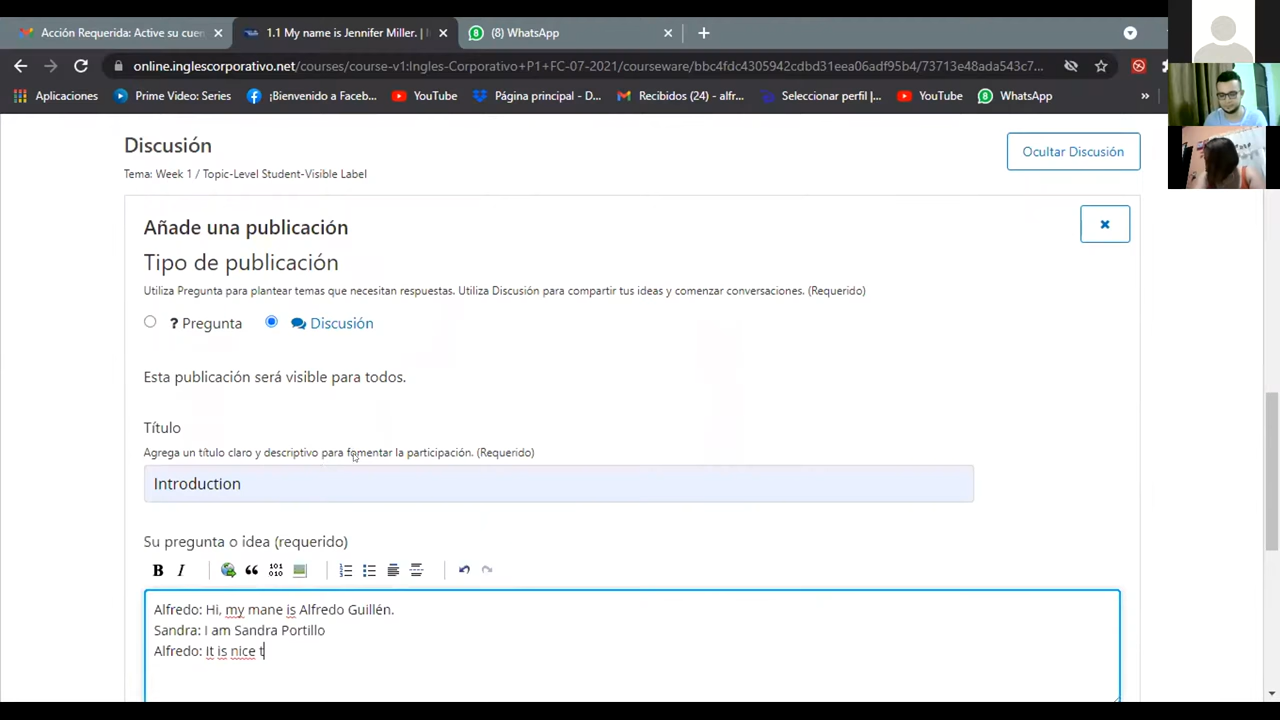 Acción Requerida: Active su cuen
1.1 My name is Jennifer Miller. |
(8) WhatsApp
online.inglescorporativo.net/courses/course-v1:Ingles-Corporativo+P1+FC-07-2021/courseware/bbc4fdc4305942cdbd31eea06adf95b4/73713e48ada543c7...
Aplicaciones
Prime Video: Series
¡Bienvenido a Faceb...
YouTube
Página principal - D...
Recibidos (24) - alfr...
Seleccionar perfil |...
YouTube
WhatsApp
»
Discusión
Ocultar Discusión
Tema: Week 1 / Topic-Level Student-Visible Label
Añade una publicación
Tipo de publicación
Utiliza Pregunta para plantear temas que necesitan respuestas. Utiliza Discusión para compartir tus ideas y comenzar conversaciones. (Requerido)
? Pregunta
Discusión
Esta publicación será visible para todos.
Título
Agrega un título claro y descriptivo para fomentar la participación. (Requerido)
Introduction
Su pregunta o idea (requerido)
B I
Alfredo: Hi, my mane is Alfredo Guillén.
Sandra: I am Sandra Portillo
Alfredo: It is nice t